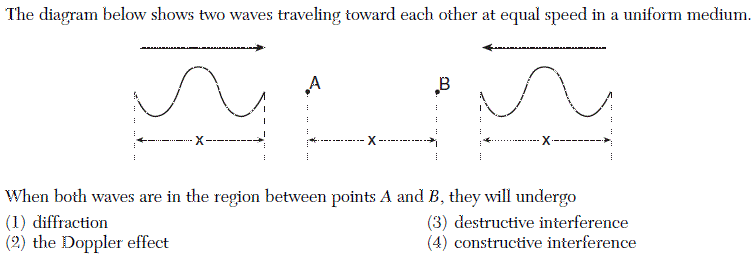 The diagram below shows two waves traveling toward each other at equal speed in a uniform medium.
A
B
X
X
X
When both waves are in the region between points A and B, they will undergo
(1) diffraction
(3) destructive interference
(2) the Doppler effect
(4) constructive interference